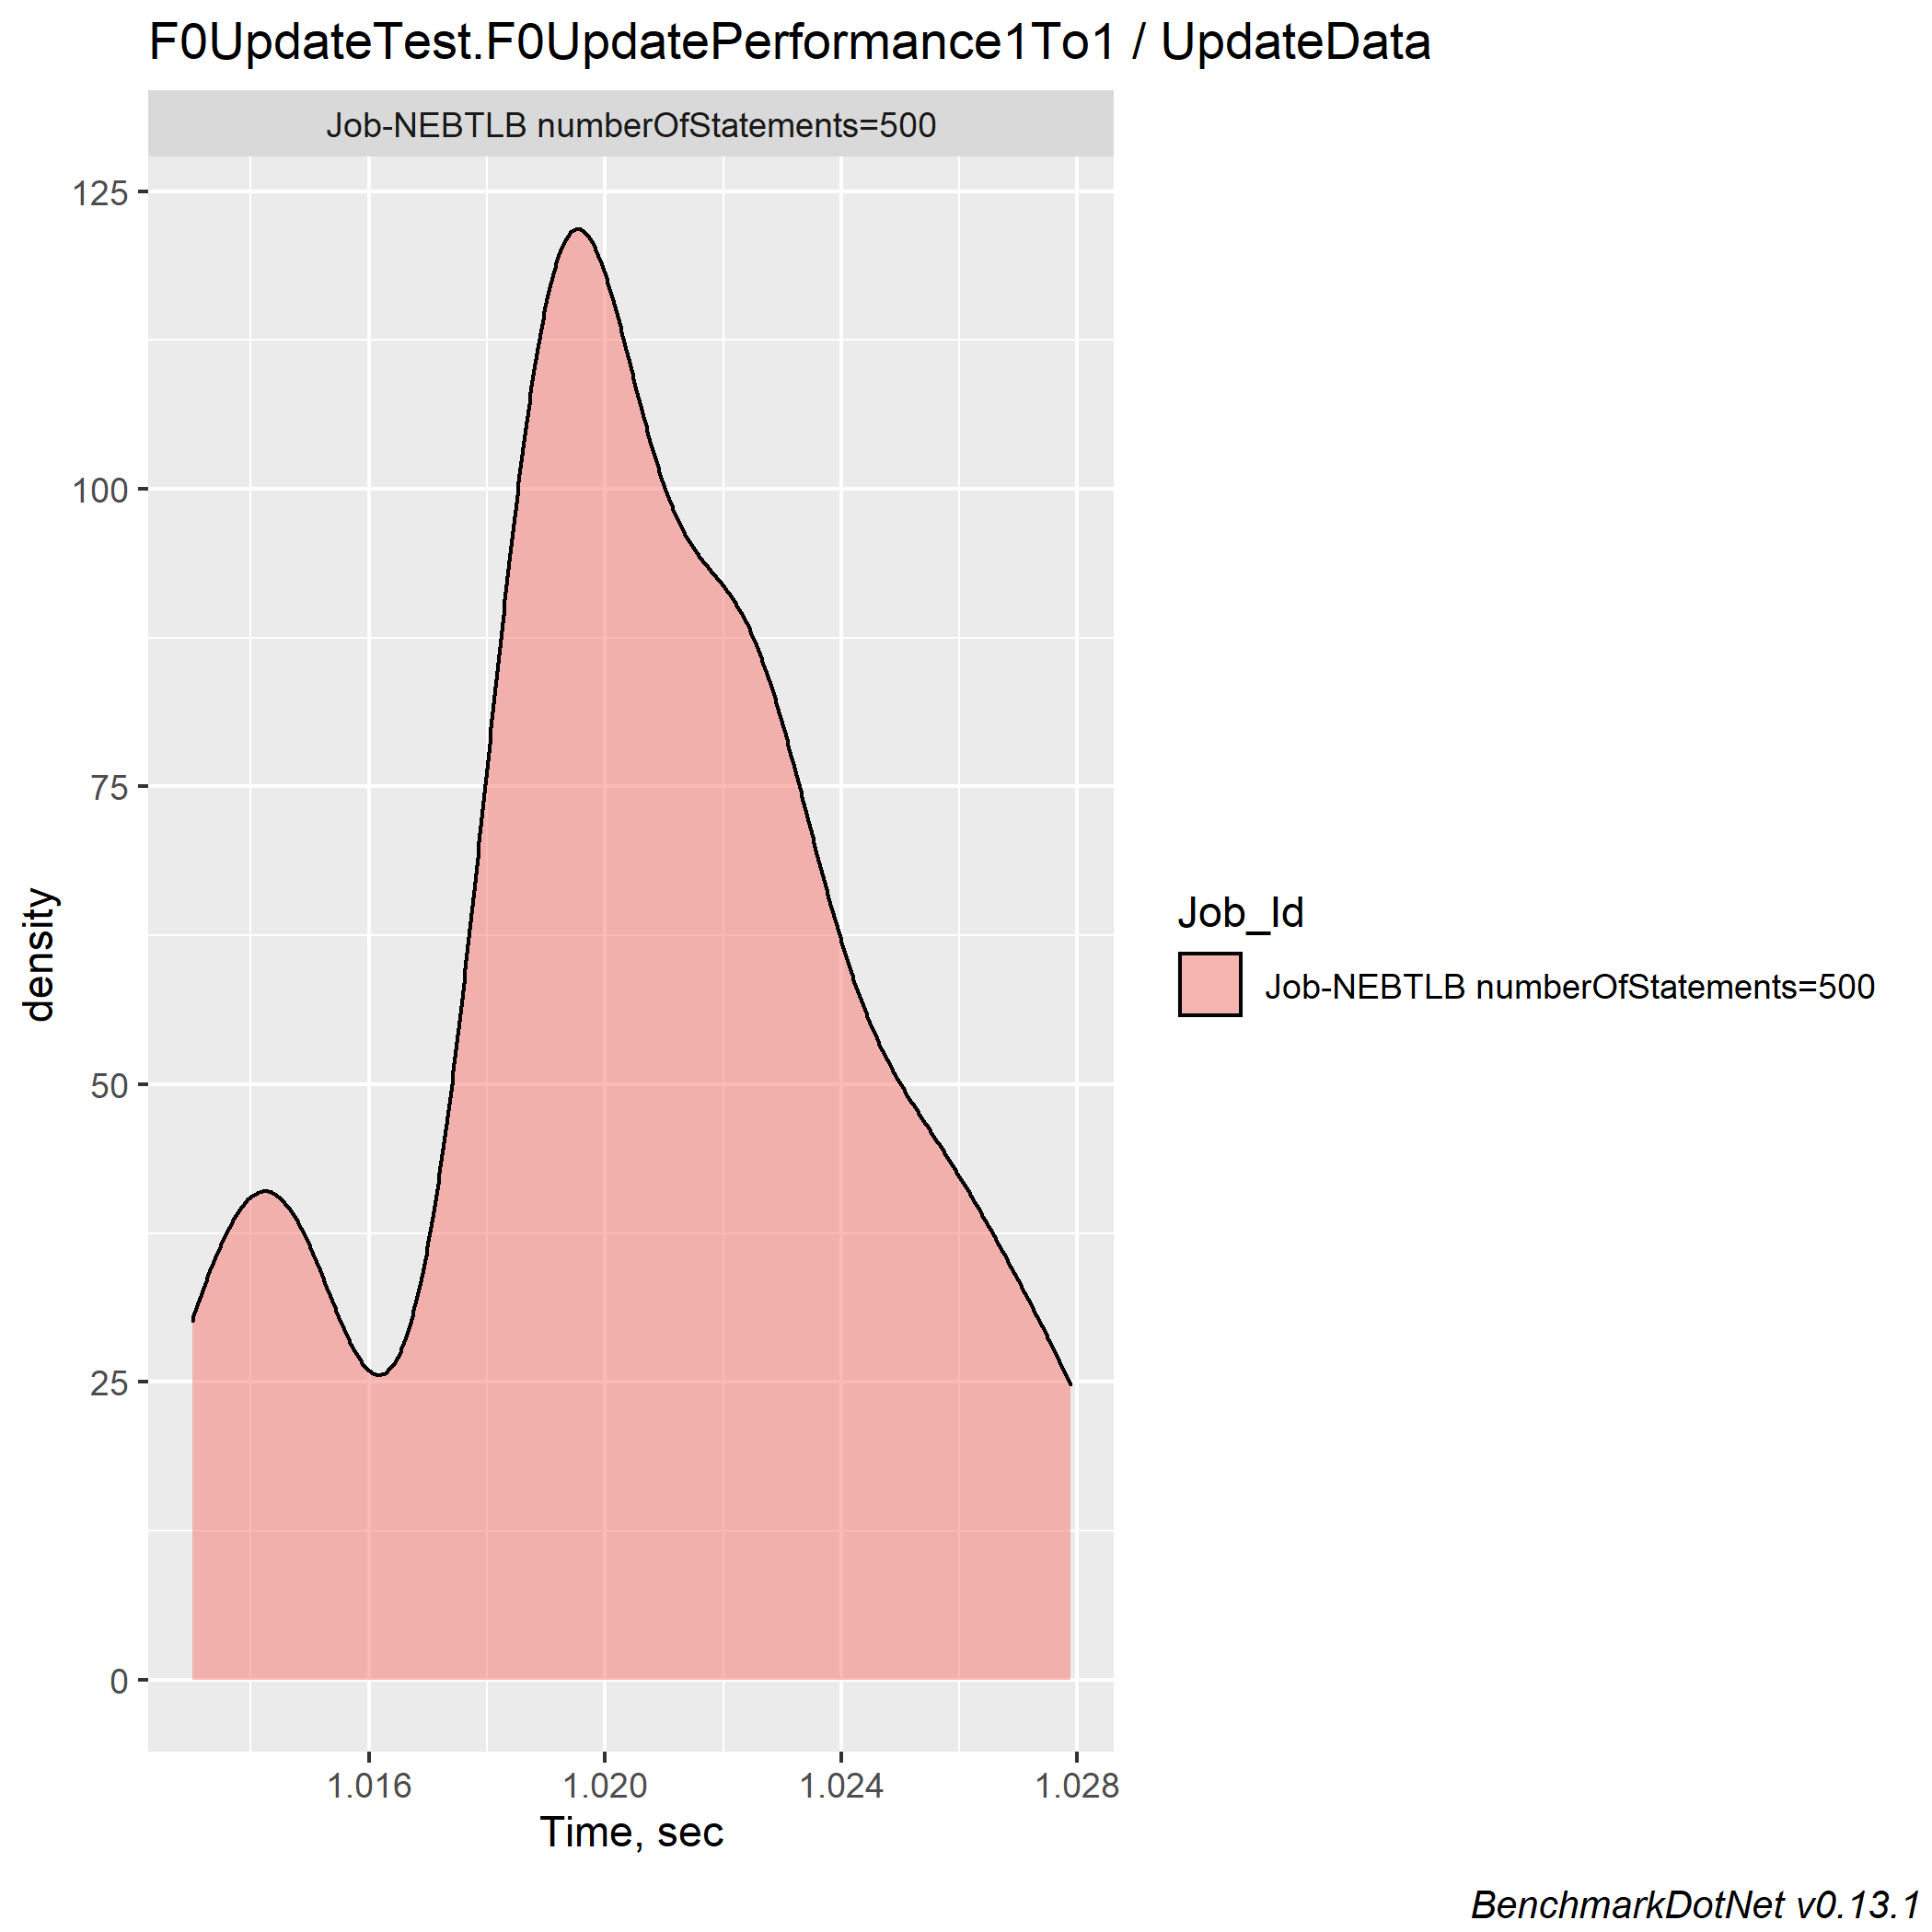 F0UpdateTest.F0UpdatePerformance1To1 / UpdateData
Job-NEBTLB numberOfStatements=500
125
100
75
50
25
0
density
1.016 1.020 1.024 1.028
Time, sec
Job_Id
Job-NEBTLB numberOfStatements=500
BenchmarkDotNet v0.13.1